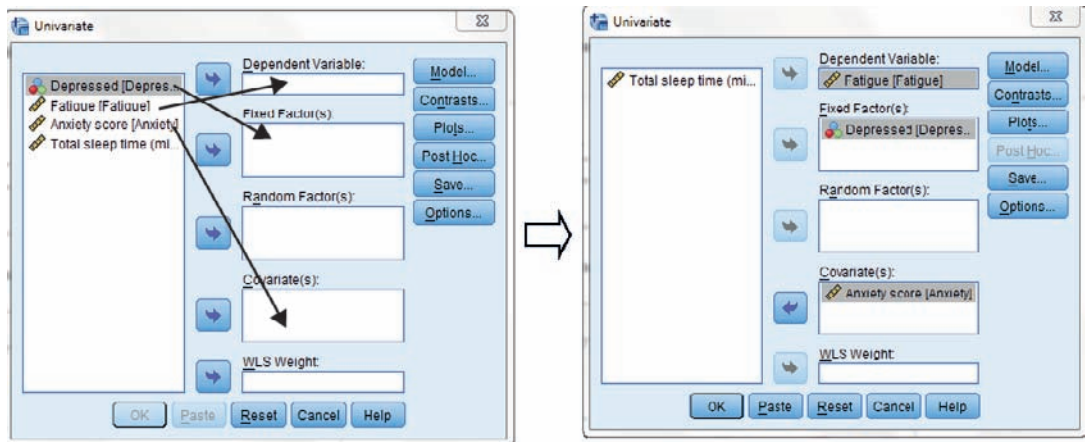 Univariate
Depressed [Depres...
Fatigue [Fatigue]
Anxiety score [Anxiety]
Total sleep time (mi...
Dependent Variable:
Fixed Factor(s):
Random Factor(s):
Covariate(s):
WLS Weight:
Model...
Contrasts...
Plots...
Post Hoc...
Save...
Options...
OK
Paste
Reset
Cancel
Help
Univariate
Total sleep time (mi...
Dependent Variable:
Fatigue [Fatigue]
Fixed Factor(s):
Depressed [Depres...
Random Factor(s):
Covariate(s):
Anxiety score [Anxiety]
WLS Weight:
Model...
Contrasts...
Plots...
Post Hoc...
Save...
Options...
OK
Paste
Reset
Cancel
Help